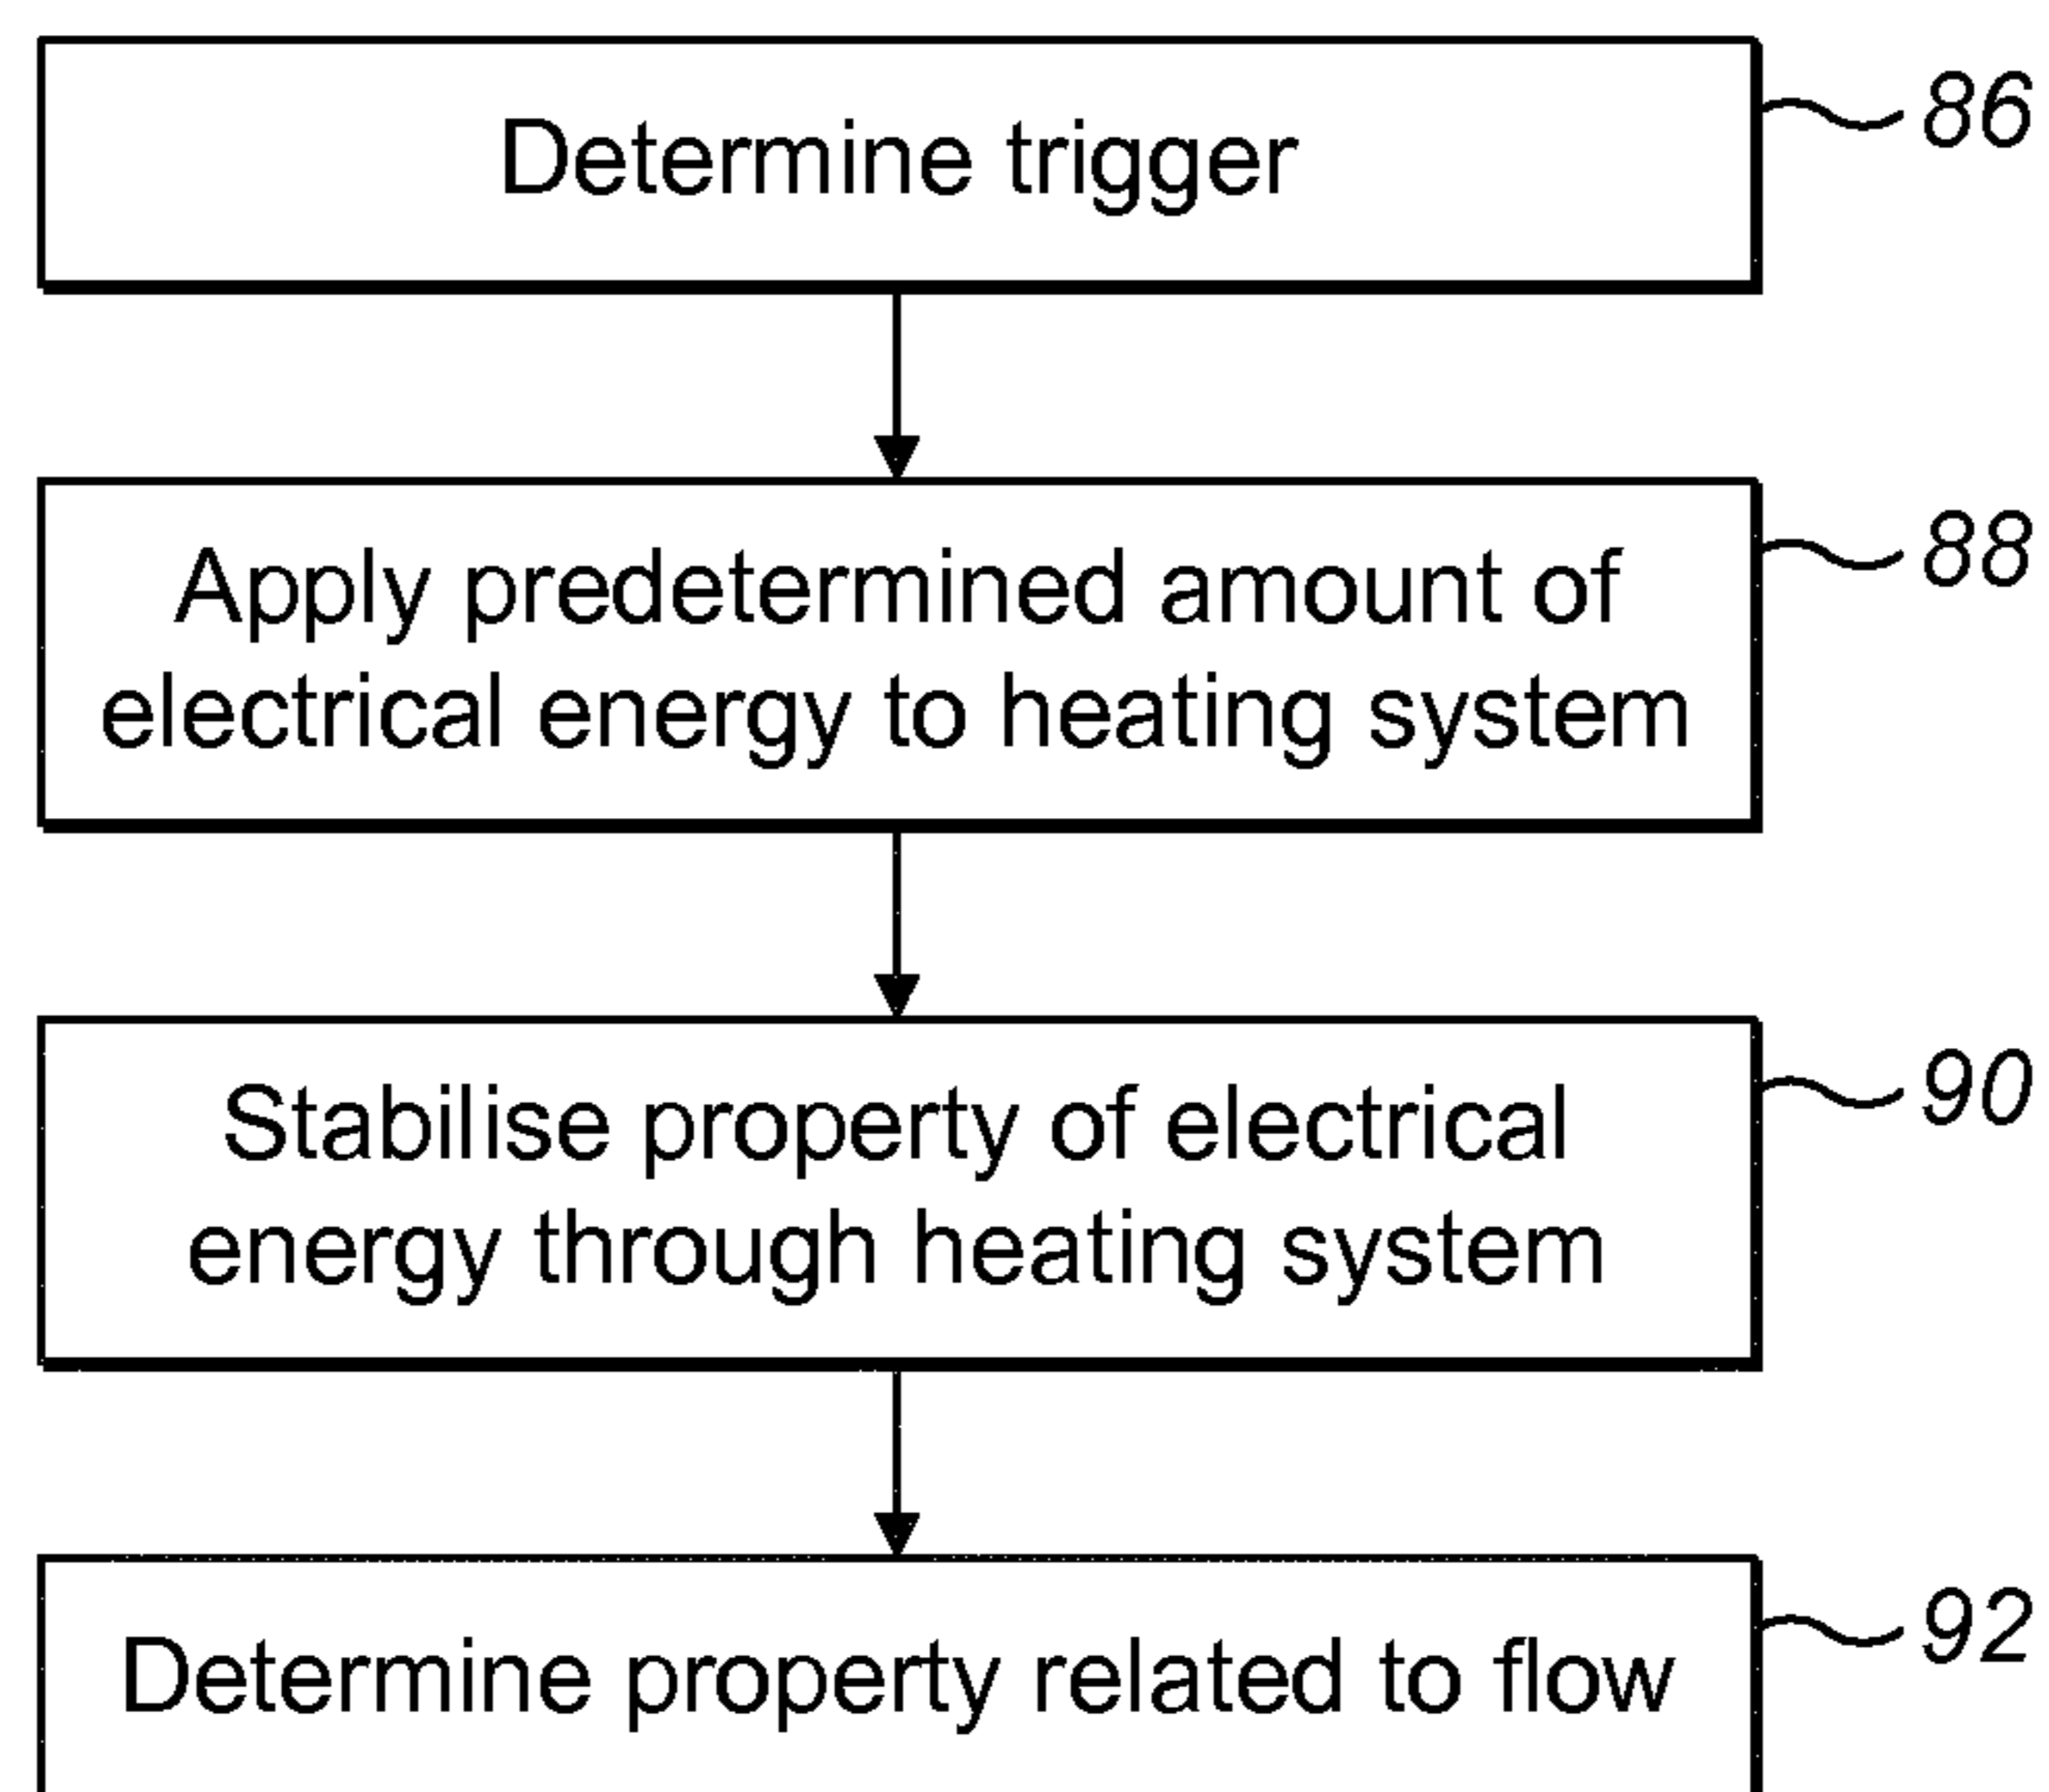 Determine trigger
86
Apply predetermined amount of
electrical energy to heating system
88
Stabilise property of electrical
energy through heating system
90
Determine property related to flow
92